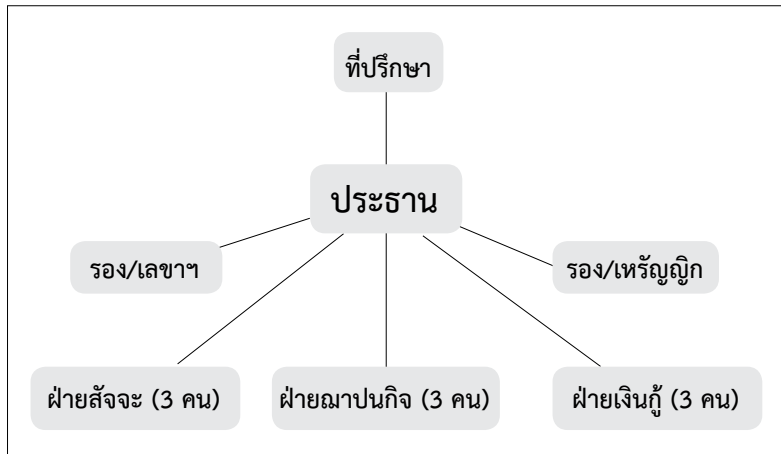 ที่ปรึกษา
ประธาน
รอง/เลขาฯ
รอง/เหรัญญิก
ฝ่ายสัจจะ (3 คน)
ฝ่ายฌาปนกิจ (3 คน)
ฝ่ายเงินกู้ (3 คน)